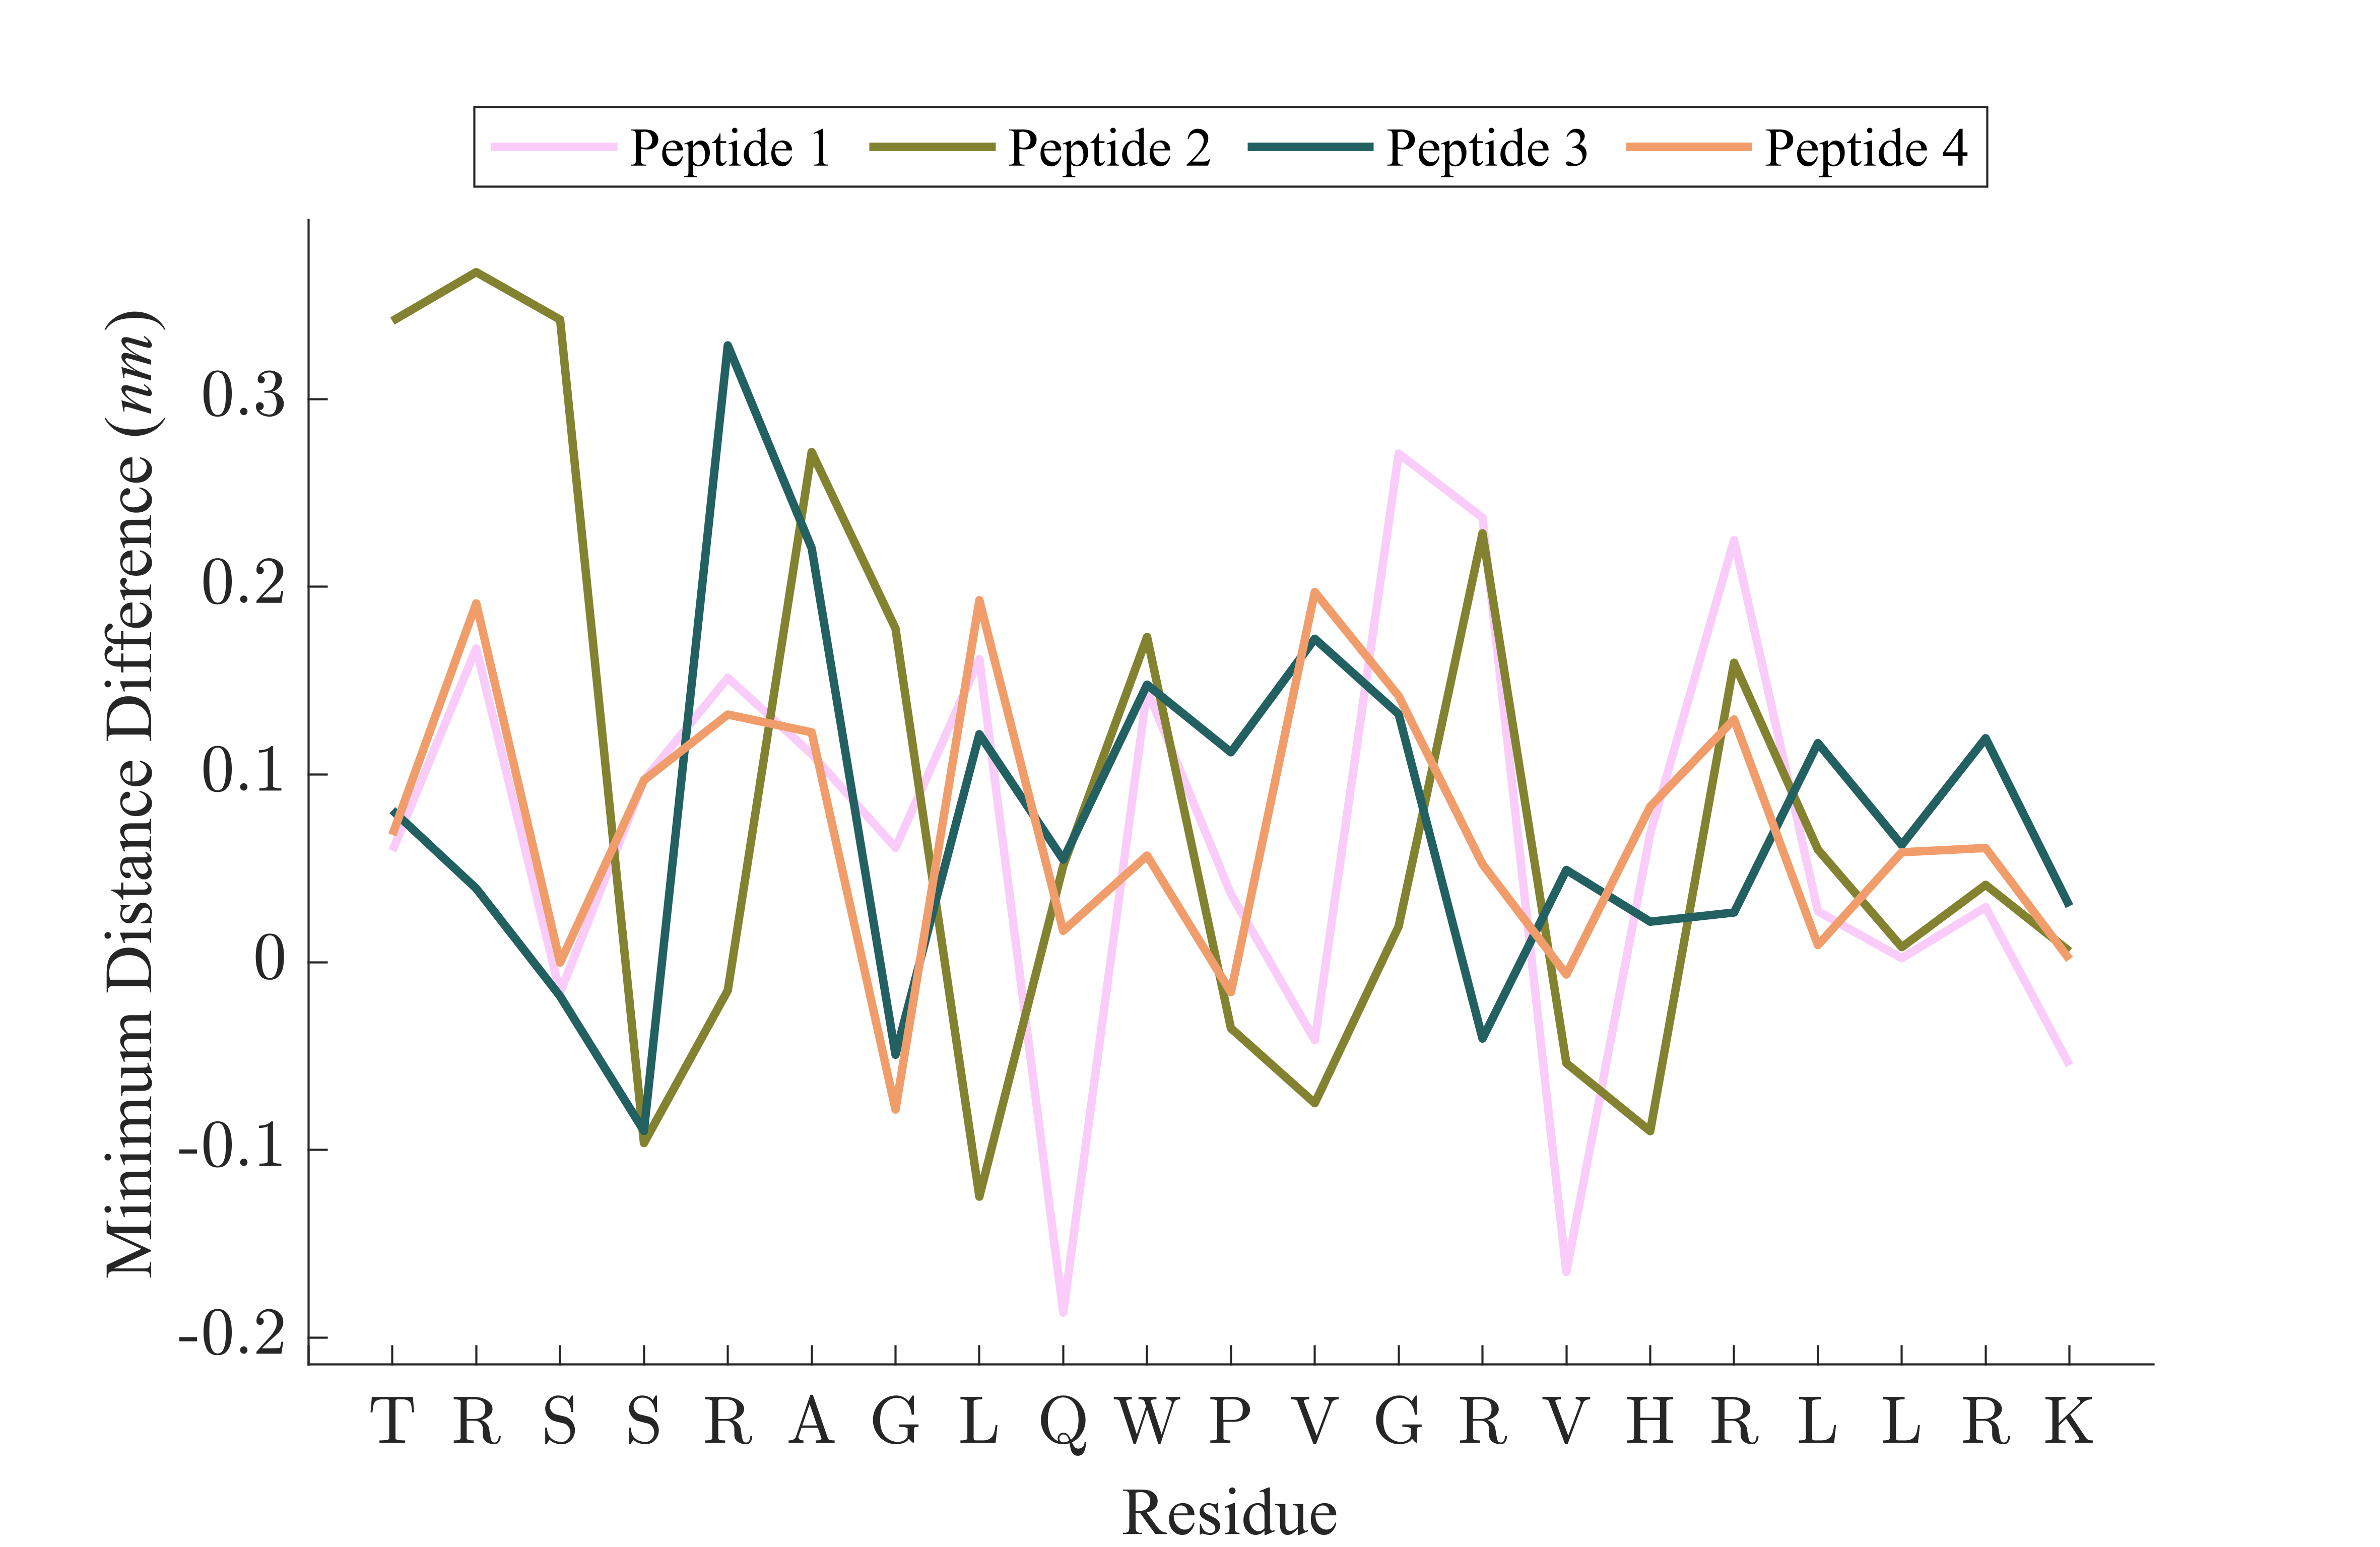 Peptide 1 Peptide 2 Peptide 3 Peptide 4
Minimum Distance Difference (nm)
0.3
0.2
0.1
0
-0.1
-0.2
T R S S R A G L Q W P V G R V H R L L R K
Residue